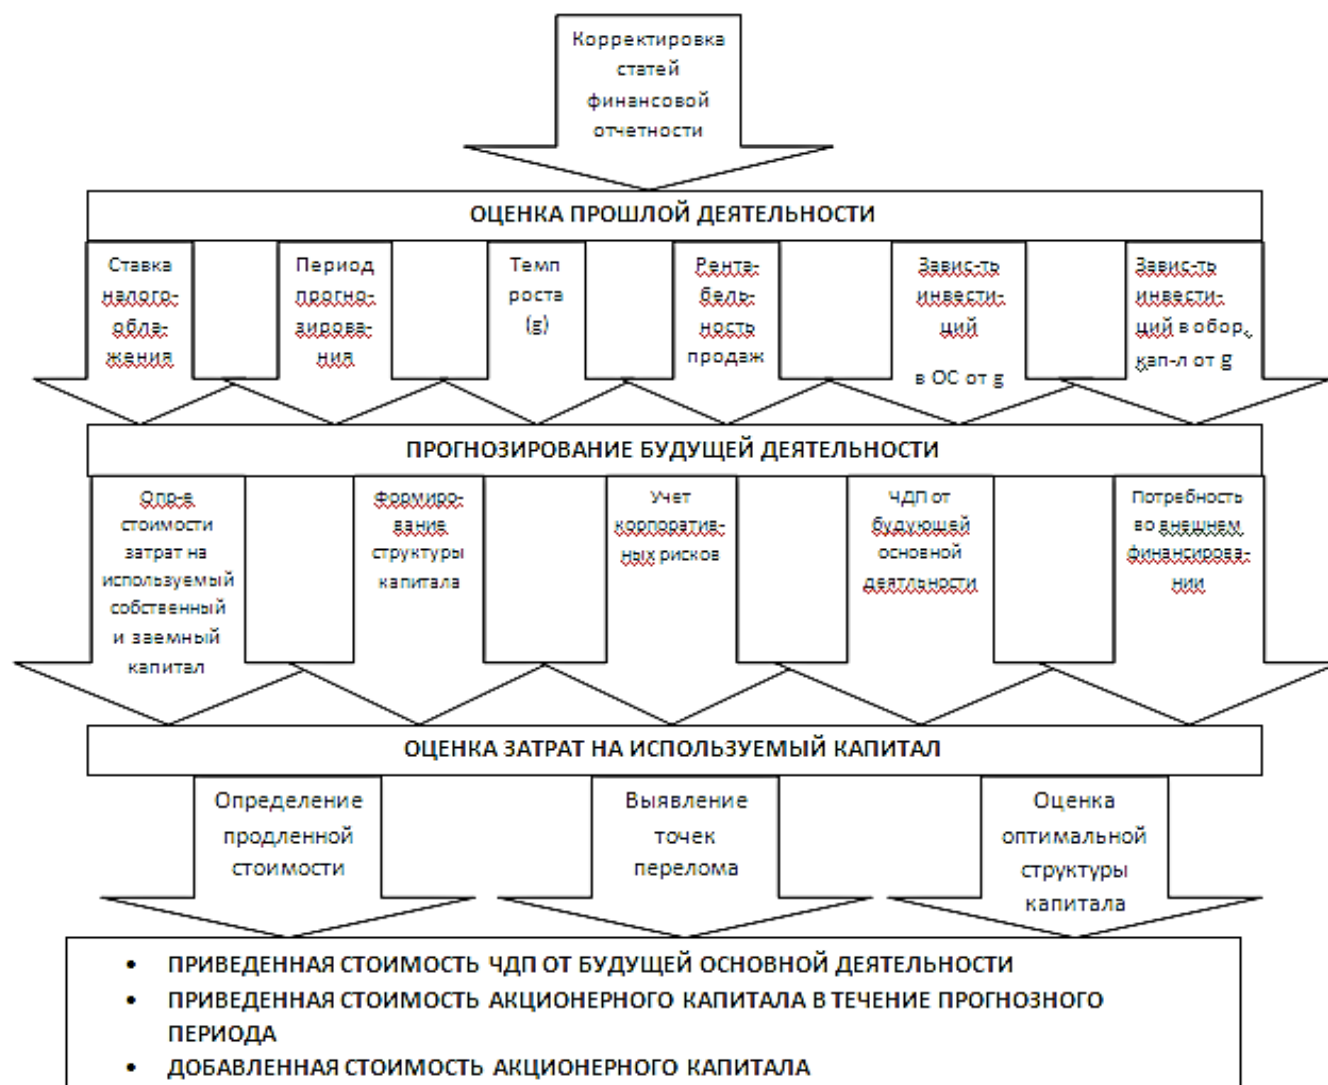 Корректировка
статей
финансовой
отчетности
ОЦЕНКА ПРОШЛОЙ ДЕЯТЕЛЬНОСТИ
Ставка
налого-
обла-
жения
Период
прогно-
зирова-
ния
Темп
роста
(g)
Рента-
бель-
ность
продаж
Завис-ть
инвести-
ций
в ОС от g
Завис-ть
инвести-
ций в обор.
кап-л от g
ПРОГНОЗИРОВАНИЕ БУДУЩЕЙ ДЕЯТЕЛЬНОСТИ
Опр-е
стоимости
затрат на
используемый
собственный
и заемный
капитал
Формиро-
вание
структуры
капитала
Учет
корпоратив-
ных рисков
ЧДП от
будующей
основной
деятльности
Потребность
во внешнем
финансирова-
нии
ОЦЕНКА ЗАТРАТ НА ИСПОЛЬЗУЕМЫЙ КАПИТАЛ
Определение
продленной
стоимости
Выявление
точек
перелома
Оценка
оптимальной
структуры
капитала
• ПРИВЕДЕННАЯ СТОИМОСТЬ ЧДП ОТ БУДУЩЕЙ ОСНОВНОЙ ДЕЯТЕЛЬНОСТИ
• ПРИВЕДЕННАЯ СТОИМОСТЬ АКЦИОНЕРНОГО КАПИТАЛА В ТЕЧЕНИЕ ПРОГНОЗНОГО
ПЕРИОДА
• ДОБАВЛЕННАЯ СТОИМОСТЬ АКЦИОНЕРНОГО КАПИТАЛА